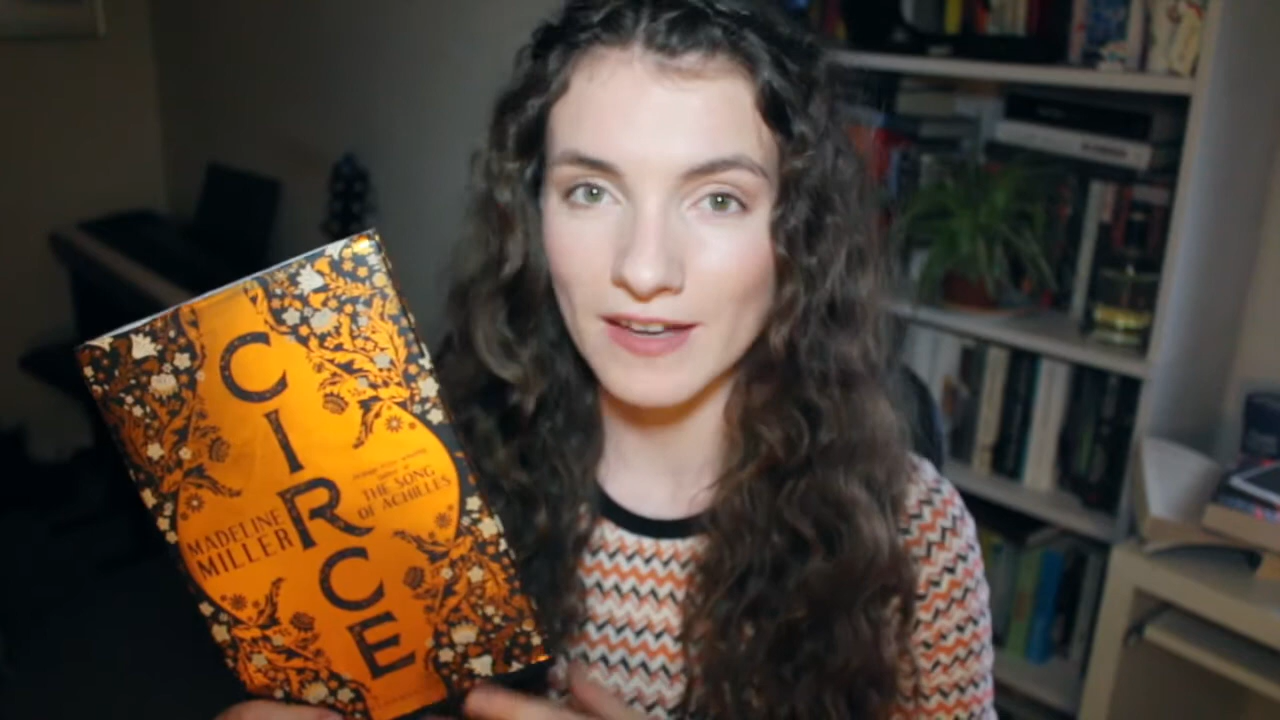 CIRCE
THE SONG
OF ACHILLES
MADELINE
MILLER